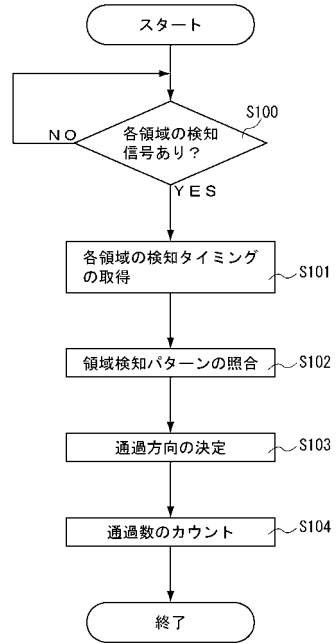 スタート
各領域の検知
信号あり？
S100
NO
YES
各領域の検知タイミング
の取得
S101
領域検知パターンの照合
S102
通過方向の決定
S103
通過数のカウント
S104
終了